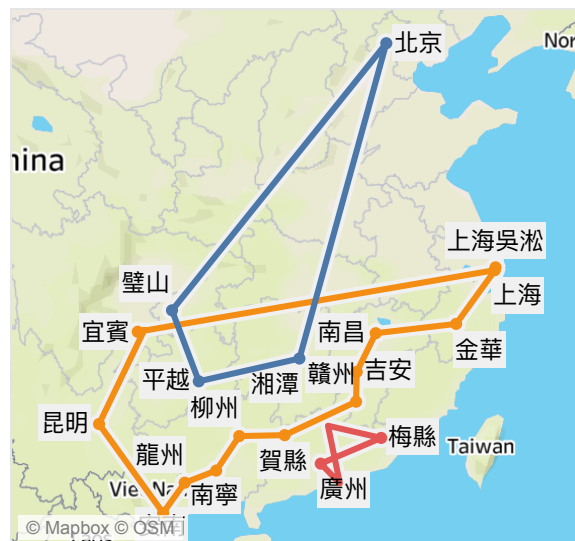 北京
Nor
hina
上海吳淞
璧山
上海
宜賓
南昌
金華
平越
湘潭
贛州
吉安
柳州
昆明
梅縣
龍州
賀縣
Taiwan
南寧
廣州
Viet Na
© Mapbox © OSM